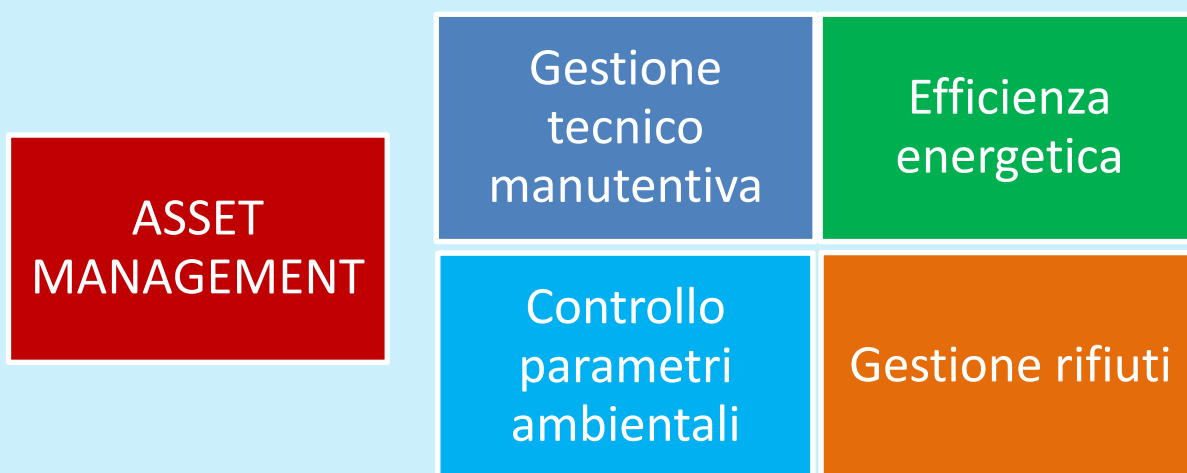 ASSET
MANAGEMENT
Gestione
tecnico
manutentiva
Efficienza
energetica
Controllo
parametri
ambientali
Gestione rifiuti